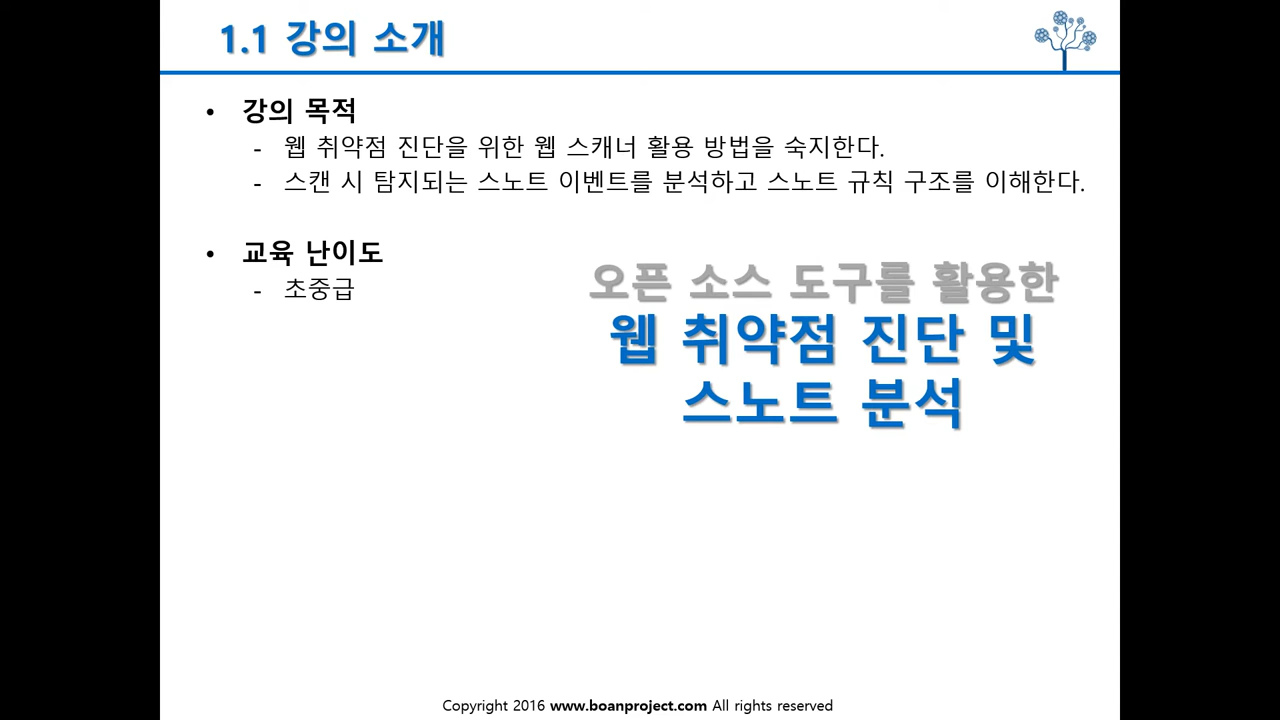 1.1 강의 소개
• 강의 목적
- 웹 취약점 진단을 위한 웹 스캐너 활용 방법을 숙지한다.
- 스캔 시 탐지되는 스노트 이벤트를 분석하고 스노트 규칙 구조를 이해한다.
• 교육 난이도
- 초중급
오픈 소스 도구를 활용한
웹 취약점 진단 및
스노트 분석
Copyright 2016 www.boanproject.com All rights reserved